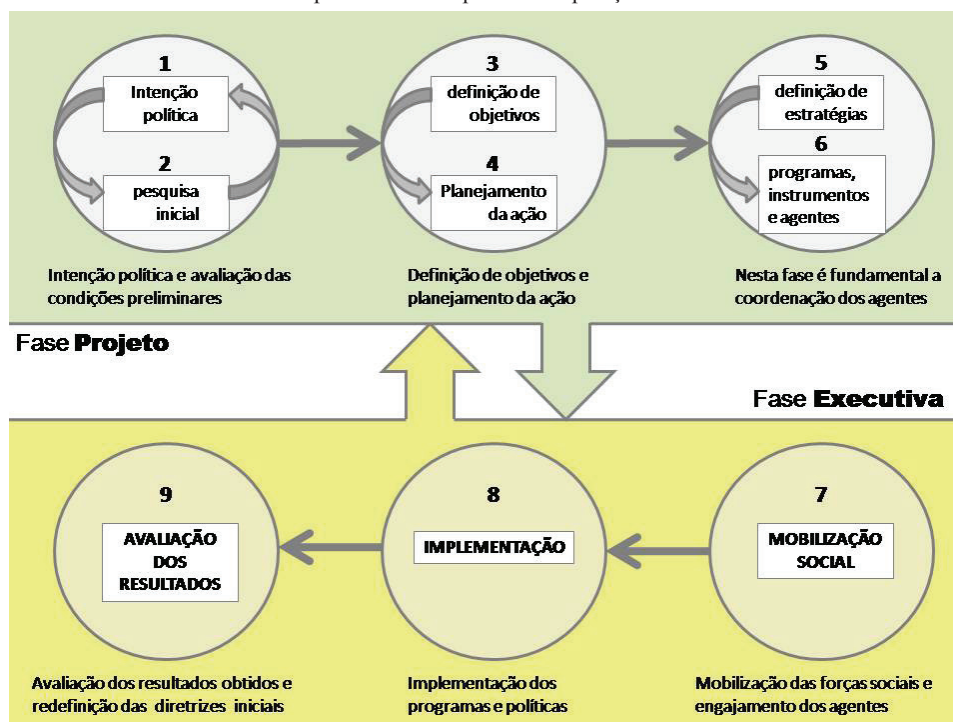 1
Intenção
política
2
pesquisa
inicial
3
definição de
objetivos
4
Planejamento
da ação
5
definição de
estratégias
6
programas,
instrumentos
e agentes
Intenção política e avaliação das
condições preliminares
Definição de objetivos e
planejamento da ação
Nesta fase é fundamental a
coordenação dos agentes
Fase Projeto
Fase Executiva
9
AVALIAÇÃO
DOS
RESULTADOS
8
IMPLEMENTAÇÃO
7
MOBILIZAÇÃO
SOCIAL
Avaliação dos resultados obtidos e
redefinição das diretrizes iniciais
Implementação dos
programas e políticas
Mobilização das forças sociais e
engajamento dos agentes